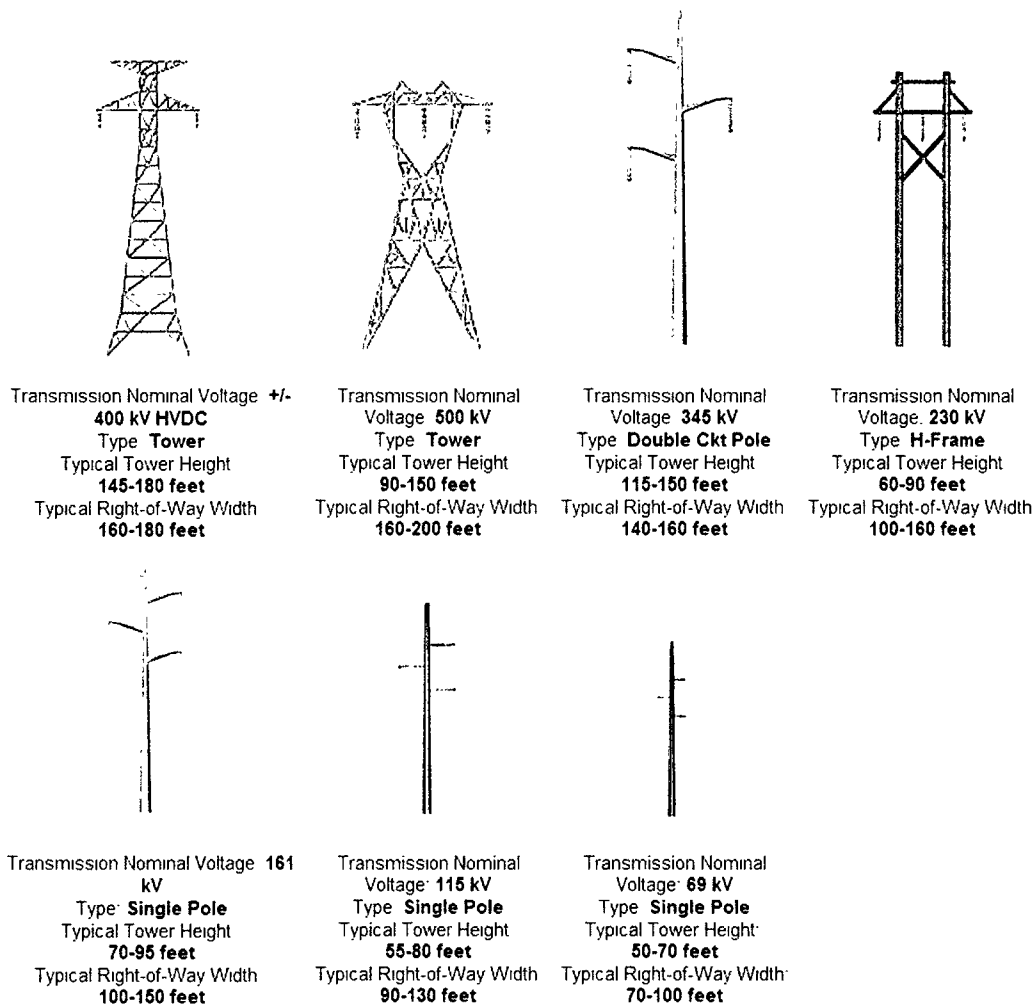 Transmission Nominal Voltage +/-
400 kV HVDC
Type Tower
Typical Tower Height
145-180 feet
Typical Right-of-Way Width
160-180 feet
Transmission Nominal
Voltage 500 kV
Type Tower
Typical Tower Height
90-150 feet
Typical Right-of-Way Width
160-200 feet
Transmission Nominal
Voltage 345 kV
Type Double Ckt Pole
Typical Tower Height
115-150 feet
Typical Right-of-Way Width
140-160 feet
Transmission Nominal
Voltage. 230 kV
Type H-Frame
Typical Tower Height
60-90 feet
Typical Right-of-Way Width
100-160 feet
Transmission Nominal Voltage 161
kV
Type Single Pole
Typical Tower Height
70-95 feet
Typical Right-of-Way Width
100-150 feet
Transmission Nominal
Voltage 115 kV
Type Single Pole
Typical Tower Height
55-80 feet
Typical Right-of-Way Width
90-130 feet
Transmission Nominal
Voltage 69 kV
Type Single Pole
Typical Tower Height
50-70 feet
Typical Right-of-Way Width
70-100 feet